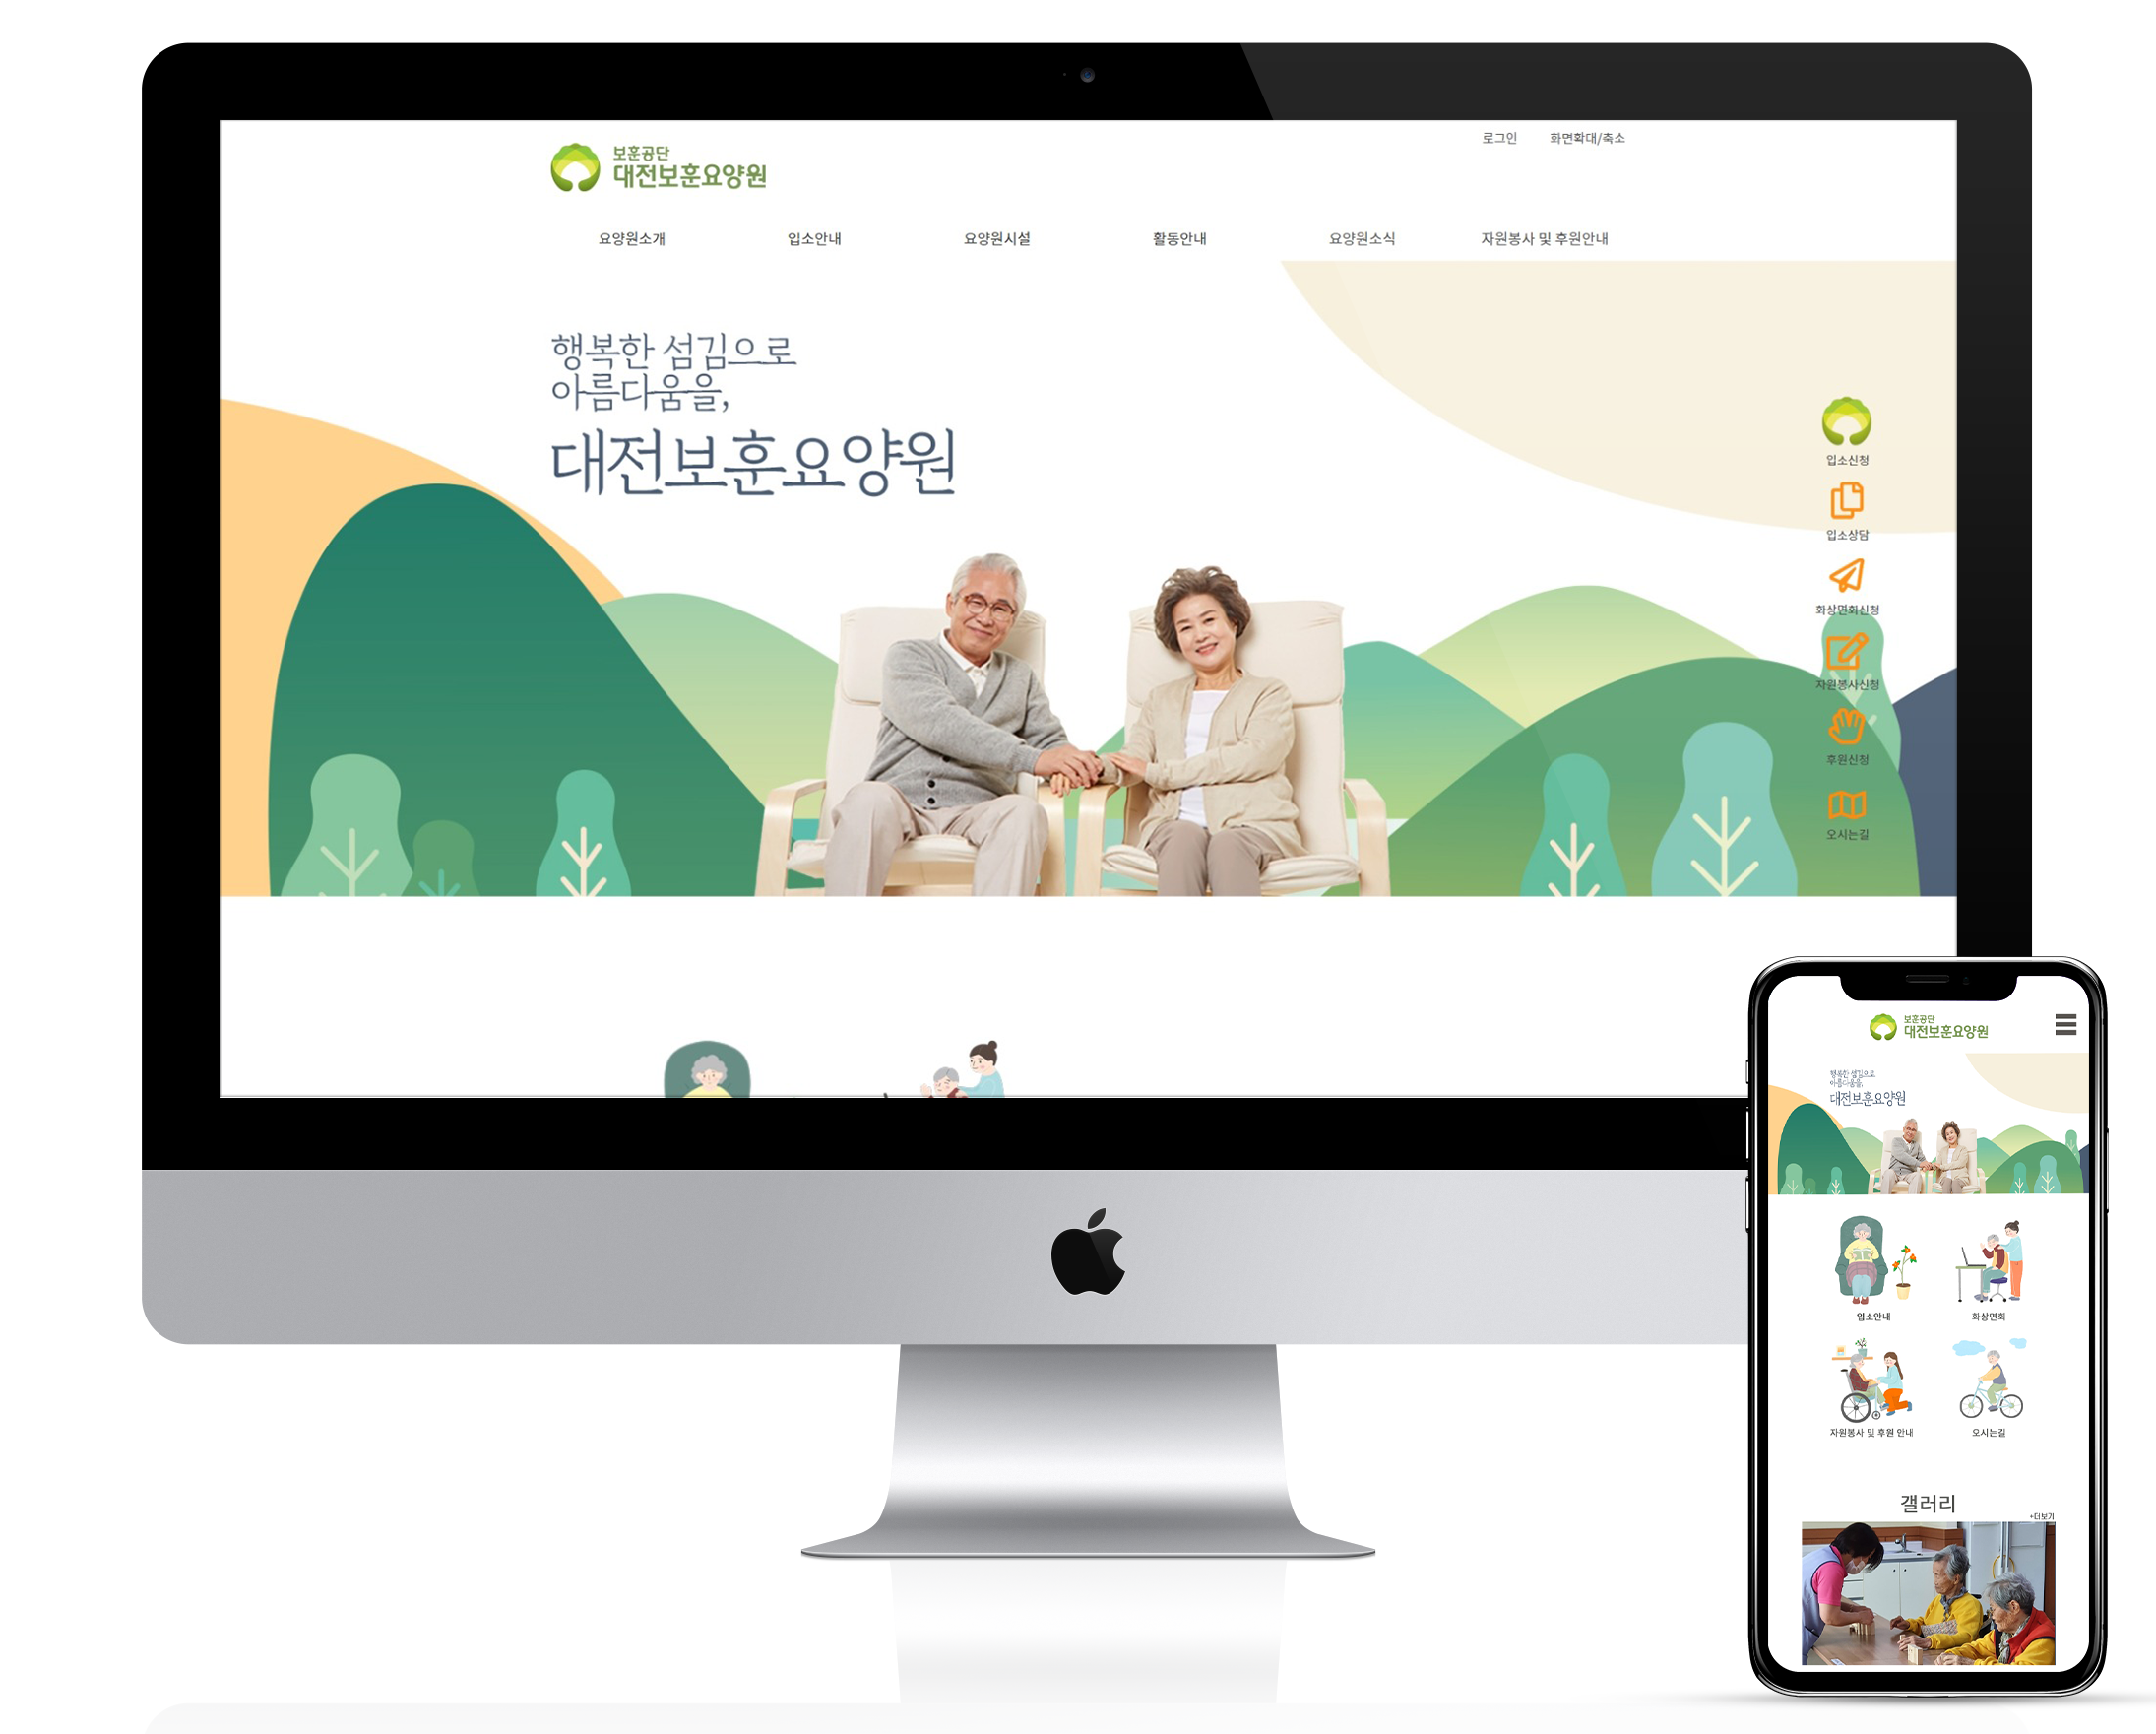 보훈공단
대전보훈요양원
로그인
화면확대/축소
요양원소개
입소안내
요양원시설
활동안내
요양원소식
자원봉사 및 후원안내
행복한 섬김으로
아름다움을,
대전보훈요양원
입소신청
입소상담
화상면회신청
자원봉사신청
후원신청
오시는길
보훈공단
대전보훈요양원
행복한 섬김으로
아름다움을,
대전보훈요양원
입소안내
화상면회
자원봉사 및 후원 안내
오시는길
갤러리
+더보기